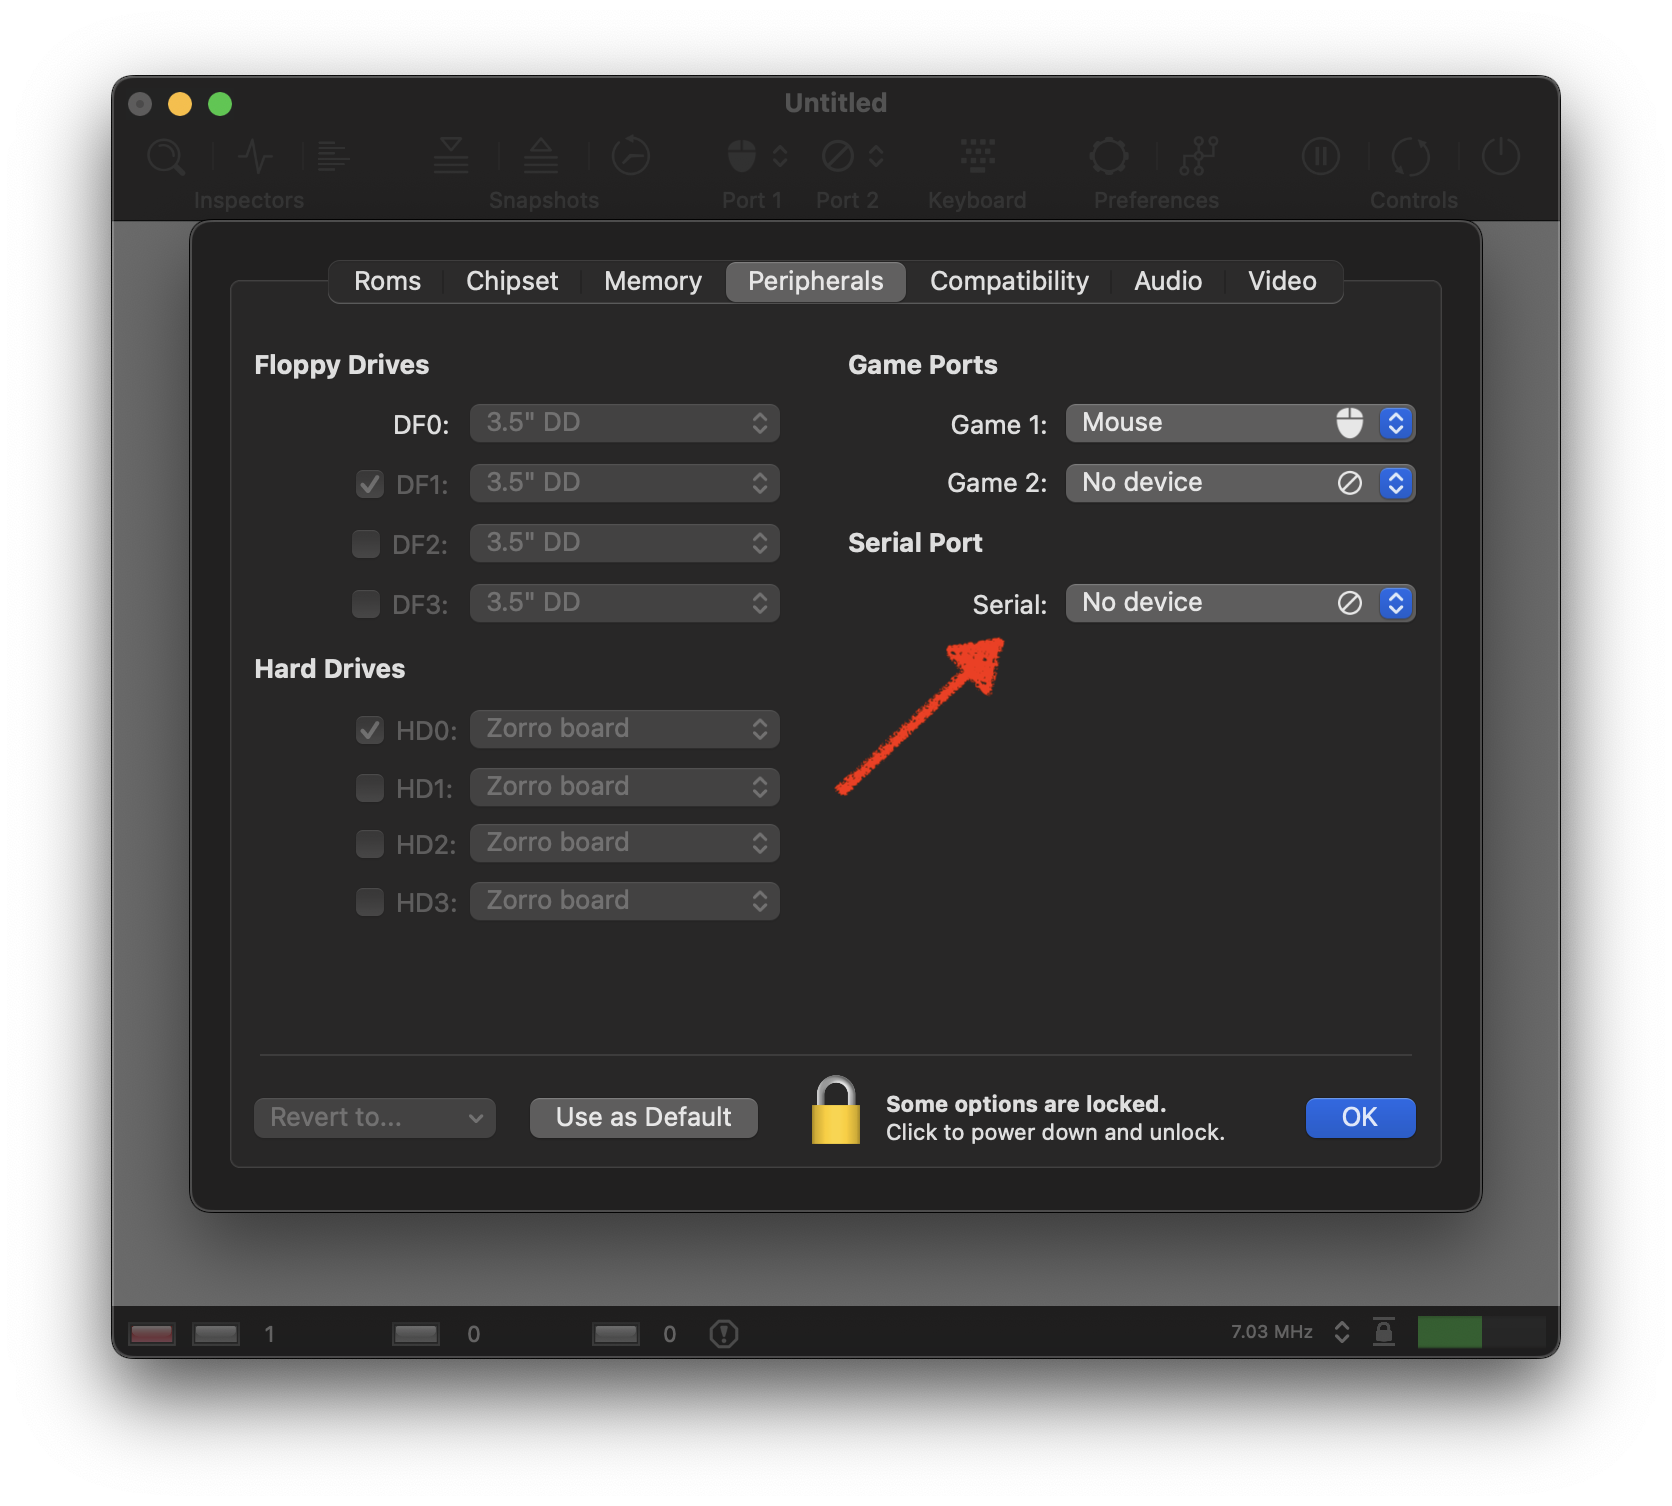 Untitled
Inspectors
Snapshots
Port 1
Port 2
Keyboard
Preferences
Controls
Roms
Chipset
Memory
Peripherals
Compatibility
Audio
Video
Floppy Drives
DF0: 3.5" DD
DF1: 3.5" DD
DF2: 3.5" DD
DF3: 3.5" DD
Hard Drives
HD0: Zorro board
HD1: Zorro board
HD2: Zorro board
HD3: Zorro board
Game Ports
Game 1: Mouse
Game 2: No device
Serial Port
Serial: No device
Revert to...
Use as Default
Some options are locked.
Click to power down and unlock.
OK
1
0
0
7.03 MHz